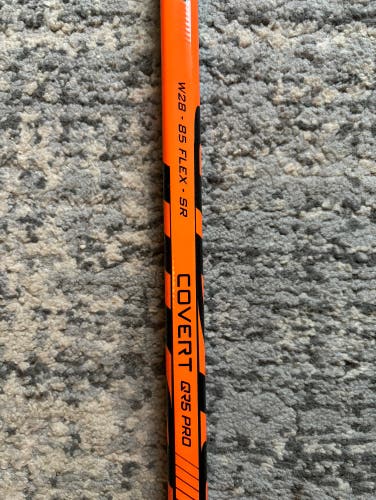 W28 - 85 FLEX - SR
COVERT QR5 PRO